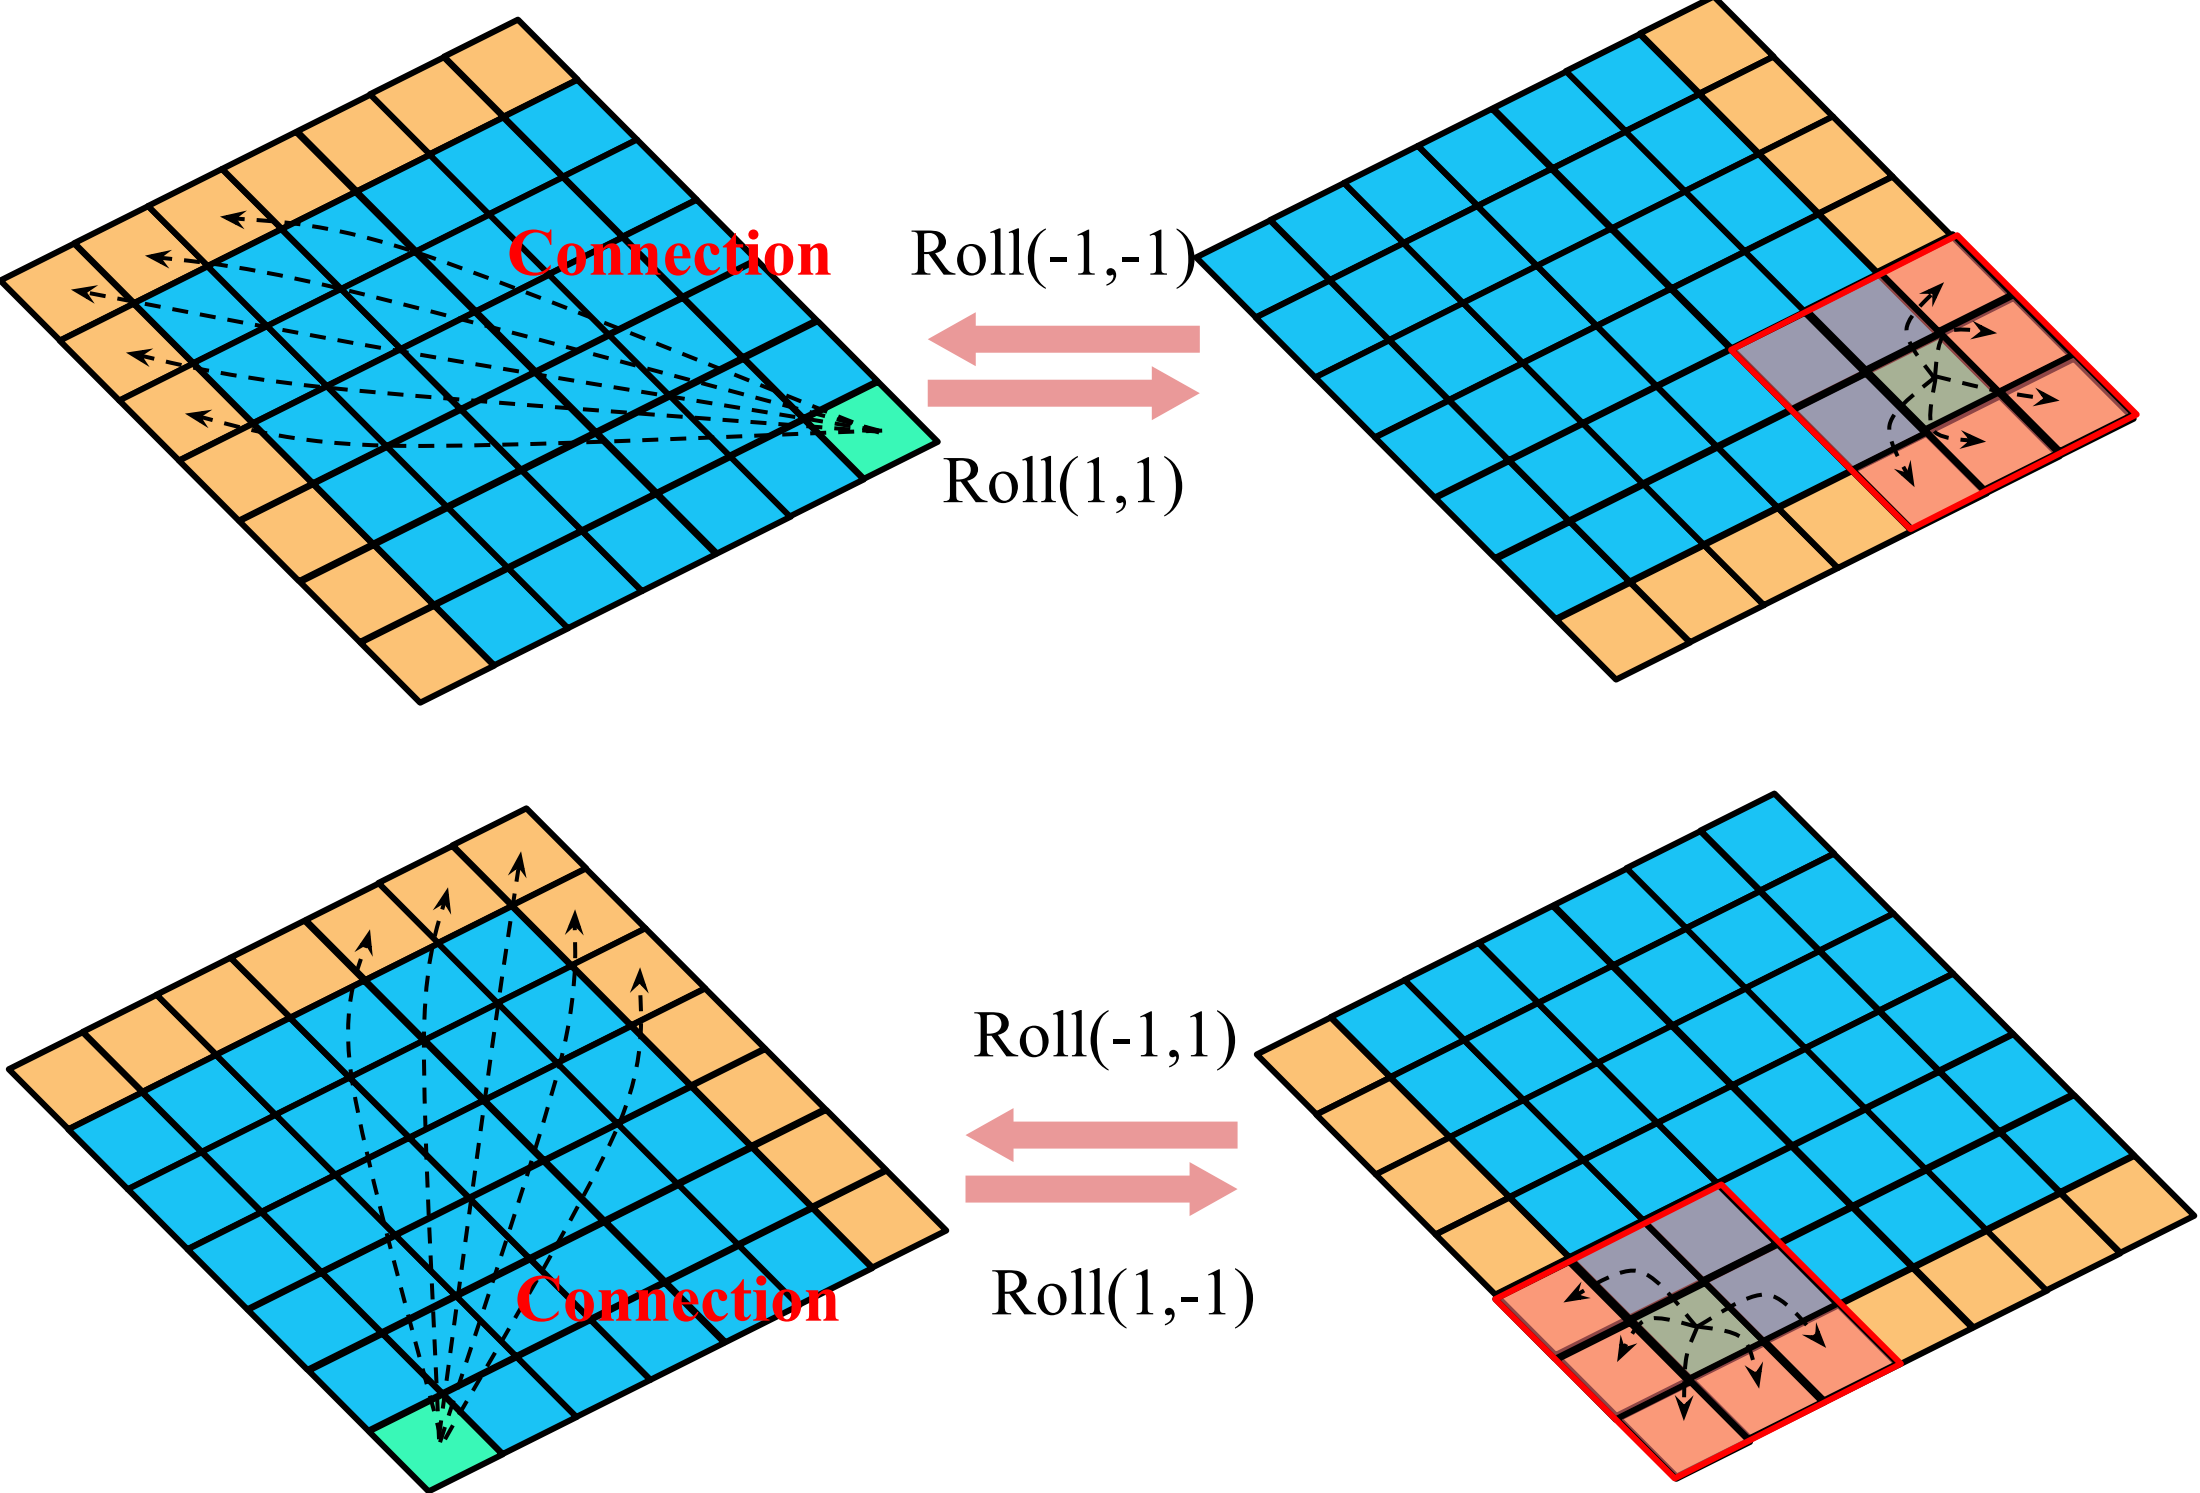 Connection
Roll(-1,-1)
Roll(1,1)
Roll(-1,1)
Connection
Roll(1,-1)